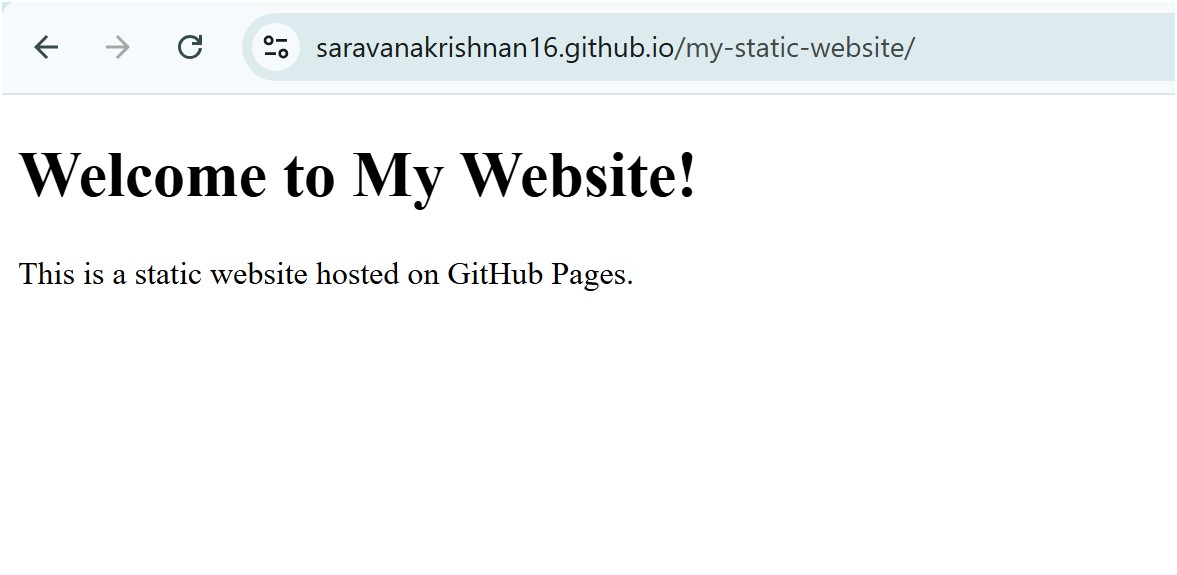 saravanakrishnan16.github.io/my-static-website/
Welcome to My Website!
This is a static website hosted on GitHub Pages.